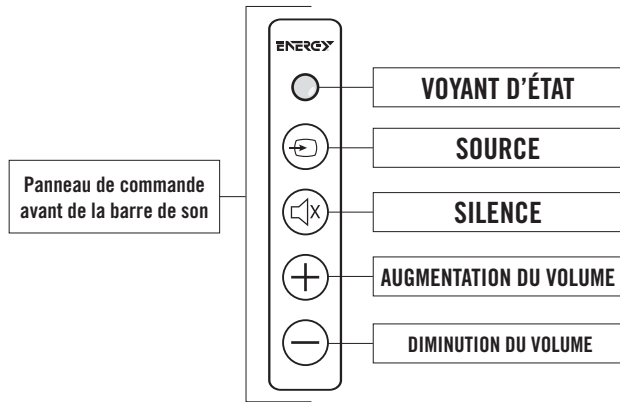 ENERGY
VOYANT D'ÉTAT
SOURCE
Panneau de commande
avant de la barre de son
SILENCE
AUGMENTATION DU VOLUME
DIMINUTION DU VOLUME